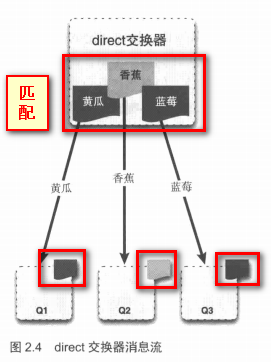 direct交换器
香蕉
匹
配
黄瓜
蓝莓
香蕉
黄瓜
蓝莓
Q1
Q2
Q3
图 2.4 direct 交换器消息流